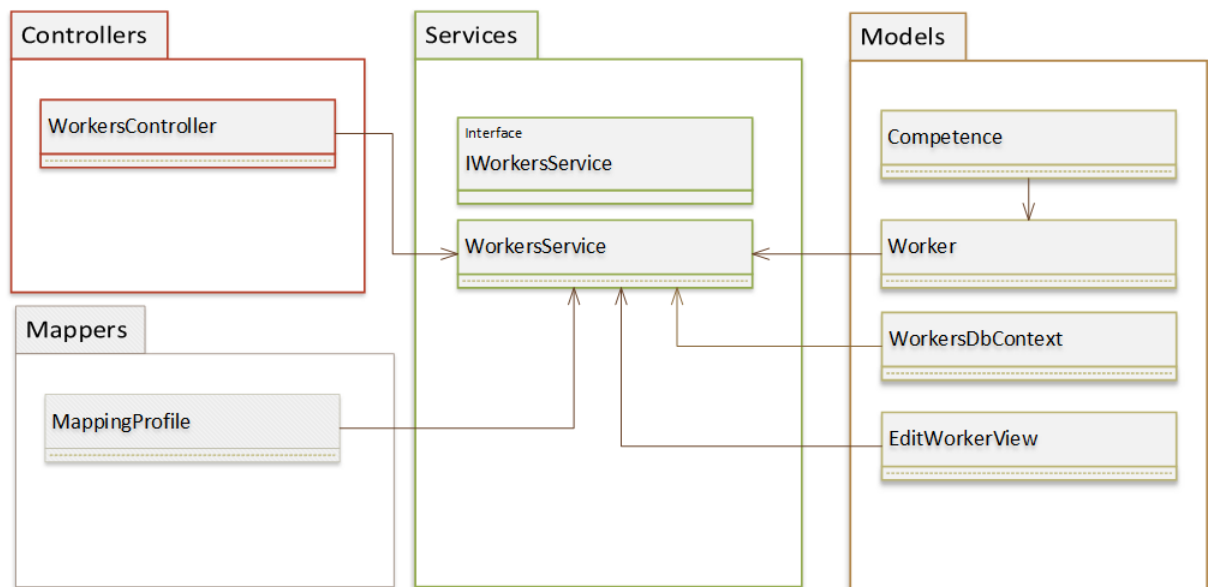 Controllers
WorkersController
Mappers
MappingProfile
Services
Interface
IWorkersService
WorkersService
Models
Competence
Worker
WorkersDbContext
EditWorkerView